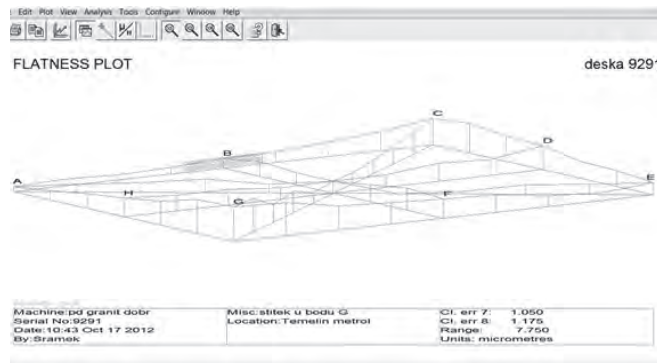 Edit Plot View Analysis Tools Configure Window Help
FLATNESS PLOT
deska 9291
C
D
B
A
E
H
F
G
Machine:pd granit dobr
Serial No:9291
Date:10:43 Oct 17 2012
By:Sramek
Misc:stitek u bodu G
Location:Temelin metrol
Cl. err 7: 1.050
Cl. err 8: 1.175
Range: 7.750
Units: micrometres